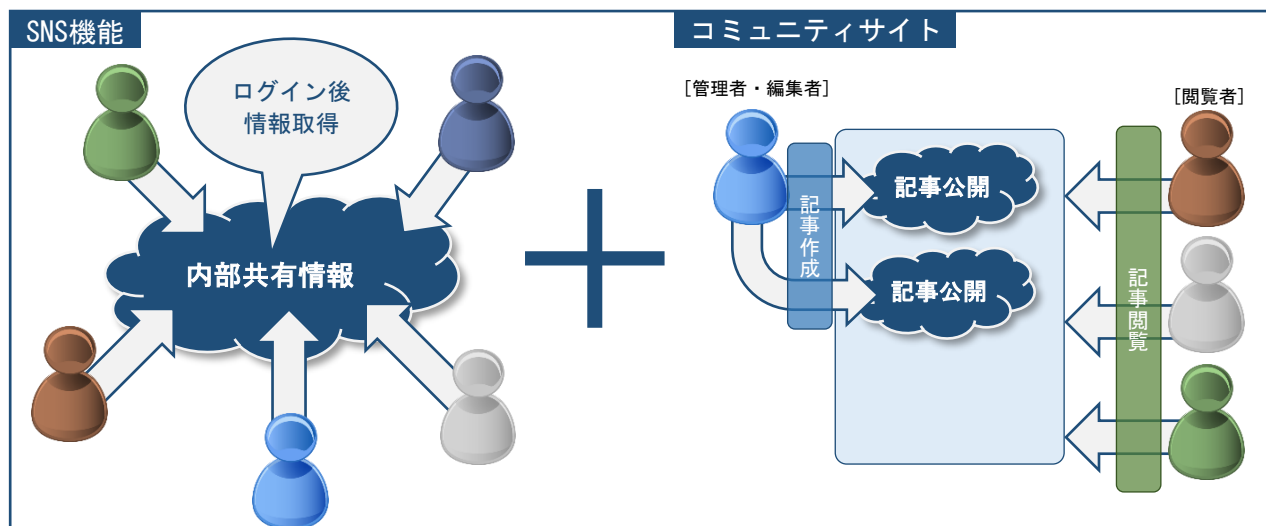 SNS機能
ログイン後
情報取得
内部共有情報
コミュニティサイト
[管理者・編集者]
[閲覧者]
記事作成
記事公開
記事公開
記事閲覧